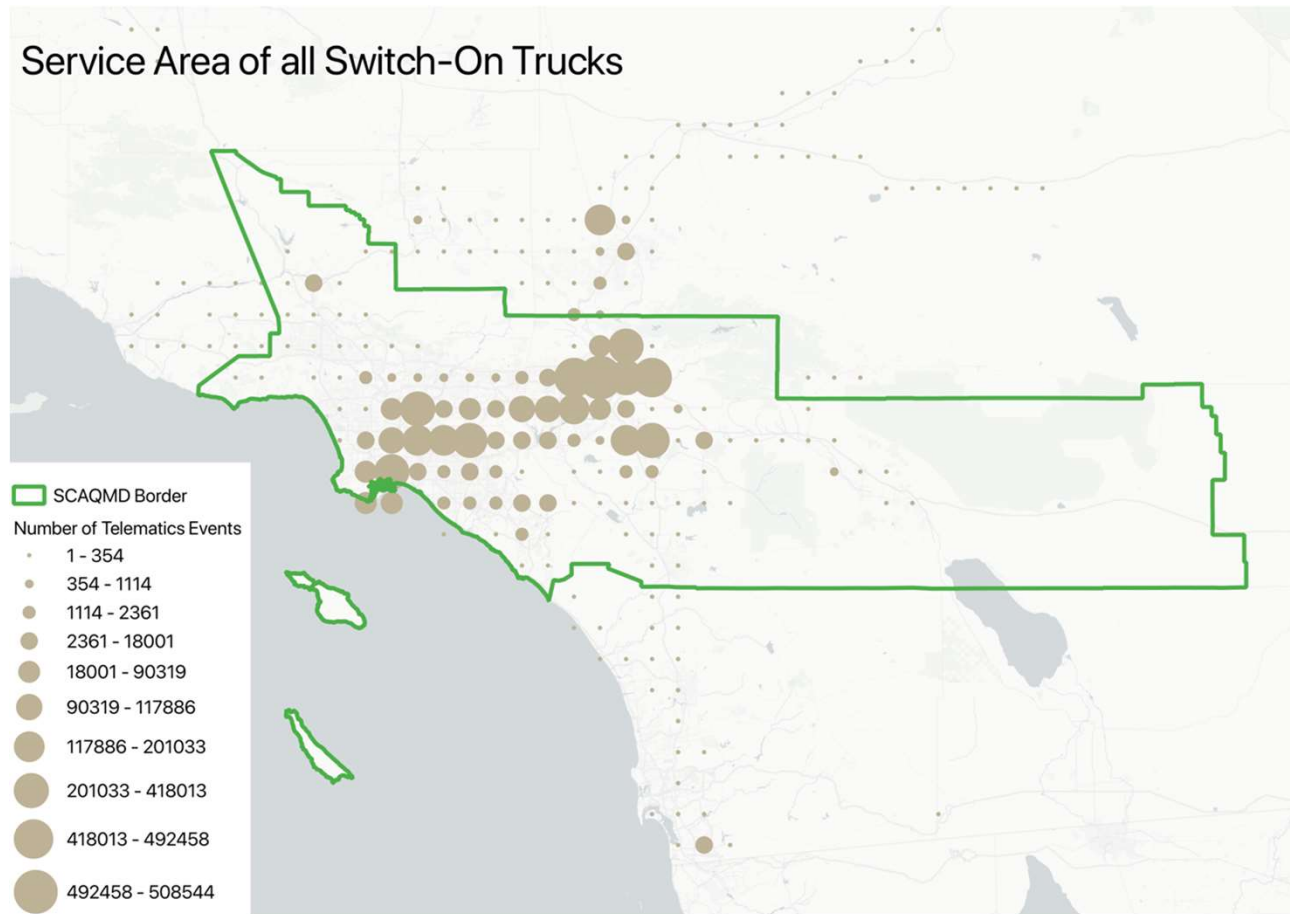 Service Area of all Switch-On Trucks
SCAQMD Border
Number of Telematics Events
1 - 354
354 - 1114
1114 - 2361
2361 - 18001
18001 - 90319
90319 - 117886
117886 - 201033
201033 - 418013
418013 - 492458
492458 - 508544